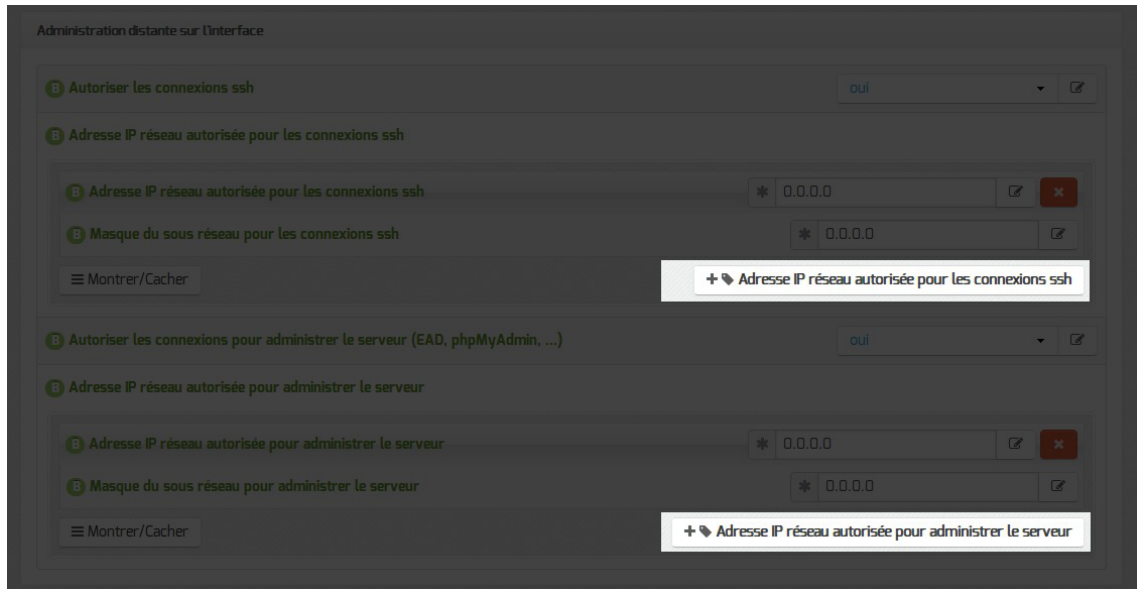 Administration distante sur l'interface
B Autoriser les connexions ssh oui
B Adresse IP réseau autorisée pour les connexions ssh
B Adresse IP réseau autorisée pour les connexions ssh 0.0.0.0
B Masque du sous réseau pour les connexions ssh 0.0.0.0
Montrer/Cacher + Adresse IP réseau autorisée pour les connexions ssh
B Autoriser les connexions pour administrer le serveur (EAD, phpMyAdmin, ...) oui
B Adresse IP réseau autorisée pour administrer le serveur
B Adresse IP réseau autorisée pour administrer le serveur 0.0.0.0
B Masque du sous réseau pour administrer le serveur 0.0.0.0
Montrer/Cacher + Adresse IP réseau autorisée pour administrer le serveur